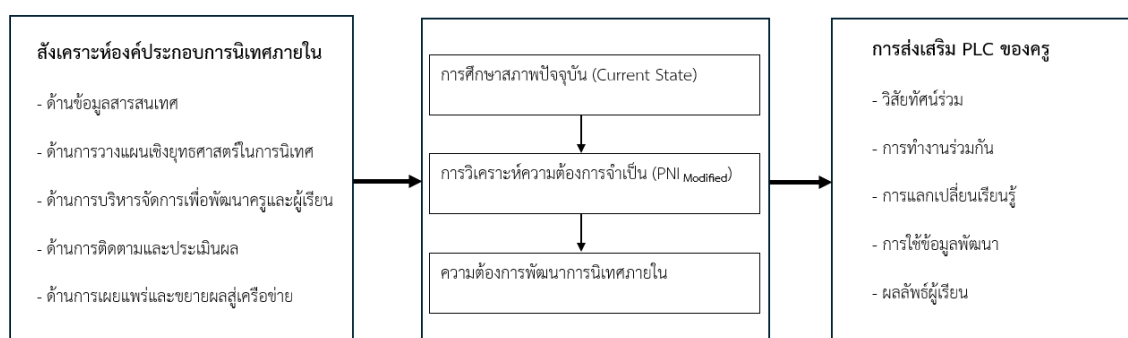 สังเคราะห์องค์ประกอบการนิเทศภายใน
- ด้านข้อมูลสารสนเทศ
- ด้านการวางแผนเชิงยุทธศาสตร์ในการนิเทศ
- ด้านการบริหารจัดการเพื่อพัฒนาครูและผู้เรียน
- ด้านการติดตามและประเมินผล
- ด้านการเผยแพร่และขยายผลสู่เครือข่าย
การศึกษาสภาพปัจจุบัน (Current State)
การวิเคราะห์ความต้องการจำเป็น (PNI Modified)
ความต้องการพัฒนาการนิเทศภายใน
การส่งเสริม PLC ของครู
- วิสัยทัศน์ร่วม
- การทำงานร่วมกัน
- การแลกเปลี่ยนเรียนรู้
- การใช้ข้อมูลพัฒนา
- ผลลัพธ์ผู้เรียน